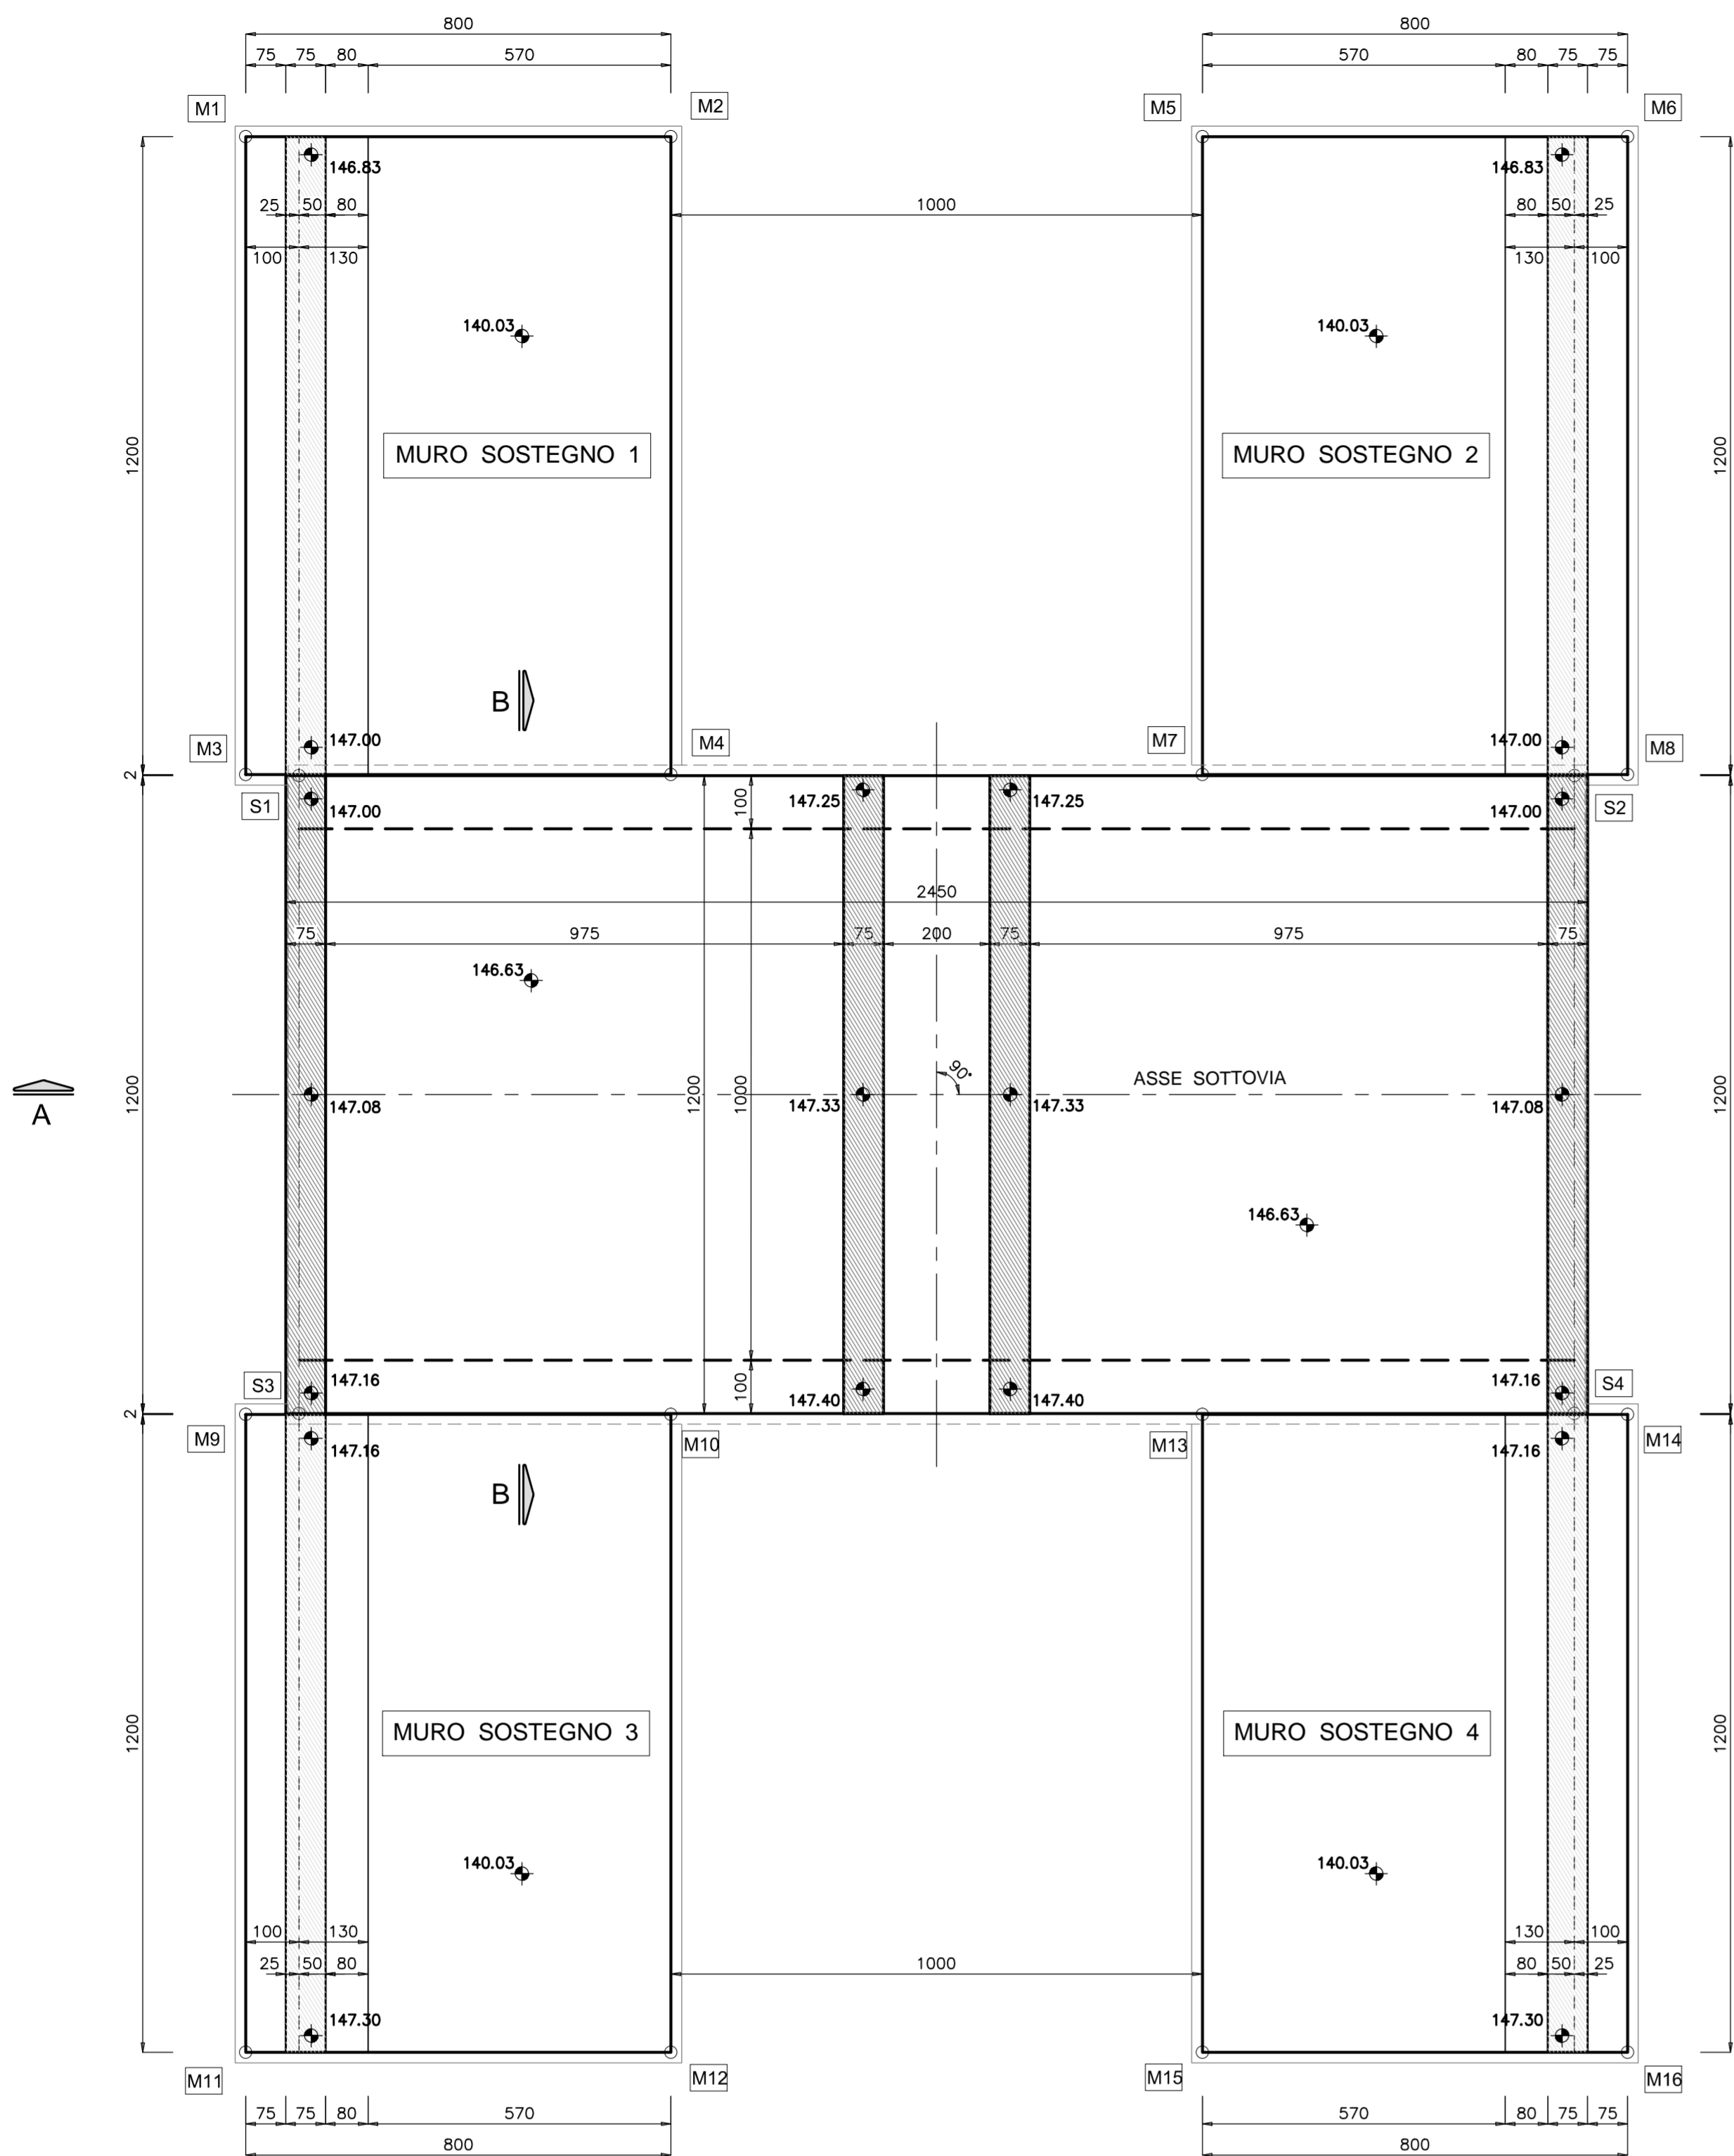 800 800
75 75 80 570 570 80 75 75
M1 M2 M5 M6
146.83 146.83
25 50 80 1000 80 50 25
100 130 130 100
140.03 140.03
1200 MURO SOSTEGNO 1 MURO SOSTEGNO 2 1200
B
M3 147.00 M4 M7 147.00 M8
2
S1 147.00 147.25 100 147.25 147.00 S2
2450
75 975 75 200 75 975 75
146.63
90°
ASSE SOTTOVIA
A 1200 147.08 1200 1000 147.33 147.33 147.08 1200
146.63
S3 147.16 147.40 100 147.40 147.16 S4
2
M9 147.16 M10 M13 147.16 M14
B
1200 MURO SOSTEGNO 3 MURO SOSTEGNO 4 1200
140.03 140.03
100 130 130 100
25 50 80 1000 80 50 25
147.30 147.30
M11 M12 M15 M16
75 75 80 570 570 80 75 75
800 800